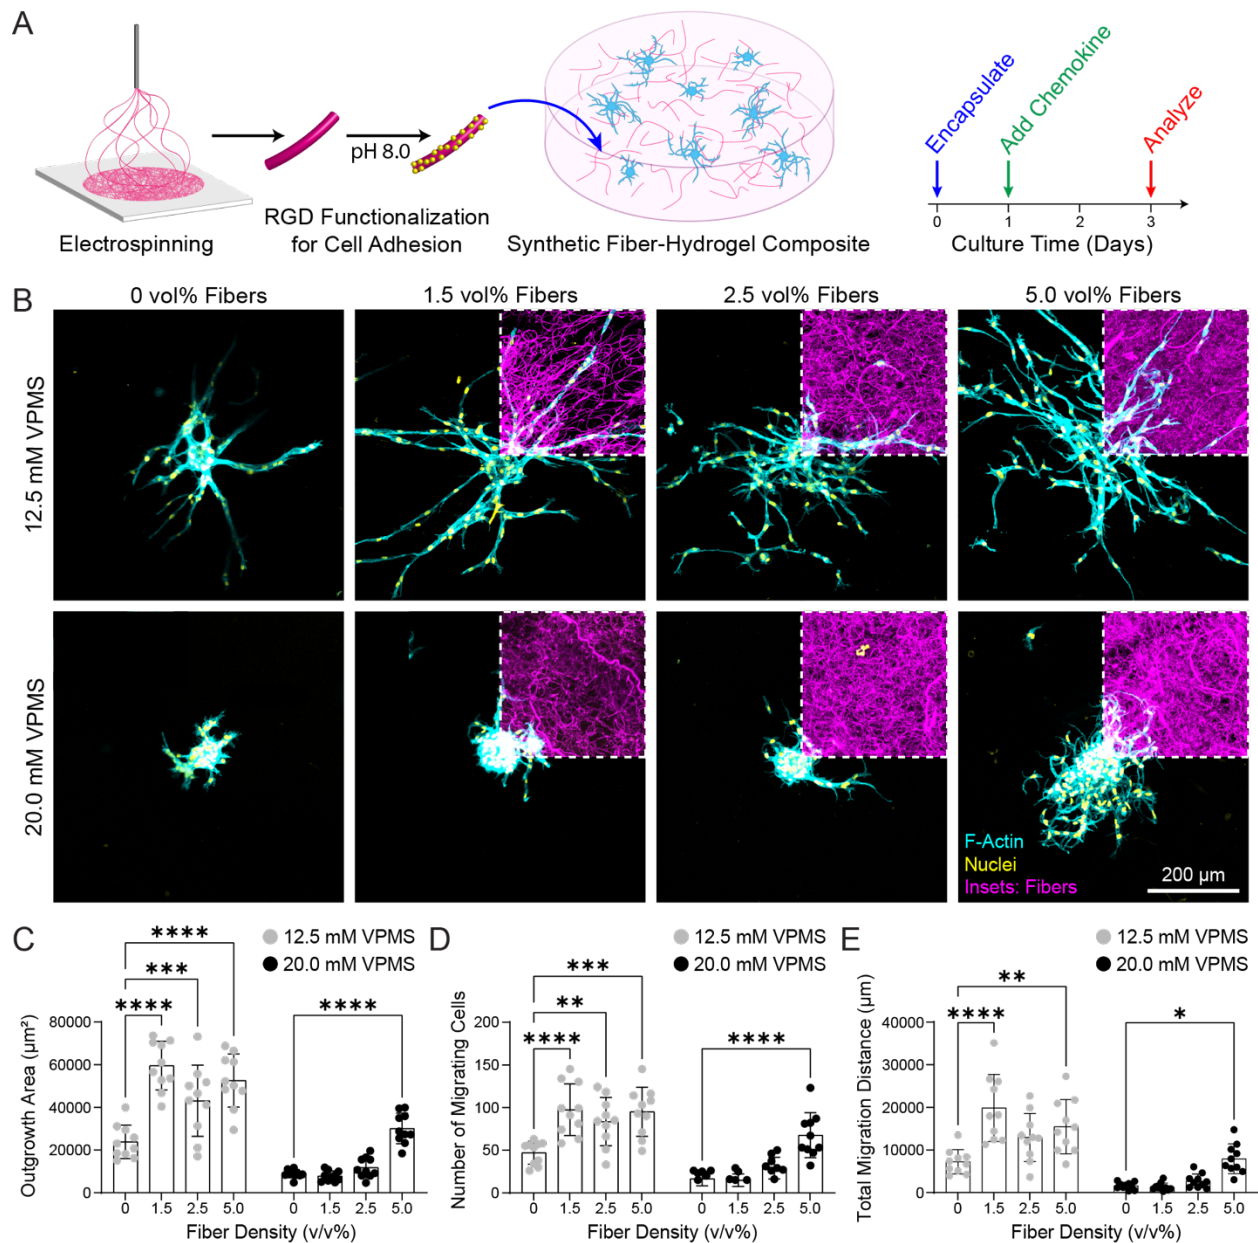 A
pH 8.0
Electrospinning
RGD Functionalization
for Cell Adhesion
Synthetic Fiber-Hydrogel Composite
Encapsulate
Add Chemokine
Analyze
0
1
2
3
Culture Time (Days)
B
0 vol% Fibers
1.5 vol% Fibers
2.5 vol% Fibers
5.0 vol% Fibers
12.5 mM VPMS
20.0 mM VPMS
F-Actin
Nuclei
Insets: Fibers
200 µm
C
12.5 mM VPMS
20.0 mM VPMS
****
***
****
****
Outgrowth Area (µm²)
80000
60000
40000
20000
0
0 1.5 2.5 5.0 0 1.5 2.5 5.0
Fiber Density (v/v%)
D
12.5 mM VPMS
20.0 mM VPMS
***
**
****
****
Number of Migrating Cells
200
150
100
50
0
0 1.5 2.5 5.0 0 1.5 2.5 5.0
Fiber Density (v/v%)
E
12.5 mM VPMS
20.0 mM VPMS
**
****
*
Total Migration Distance (µm)
40000
30000
20000
10000
0
0 1.5 2.5 5.0 0 1.5 2.5 5.0
Fiber Density (v/v%)